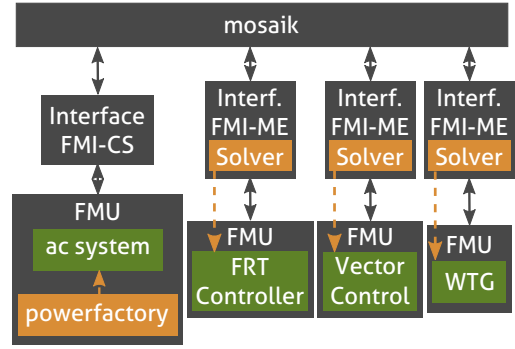 mosaik
Interface
FMI-CS
Interf.
FMI-ME
Solver
Interf.
FMI-ME
Solver
Interf.
FMI-ME
Solver
FMU
ac system
powerfactory
FMU
FRT
Controller
FMU
Vector
Control
FMU
WTG